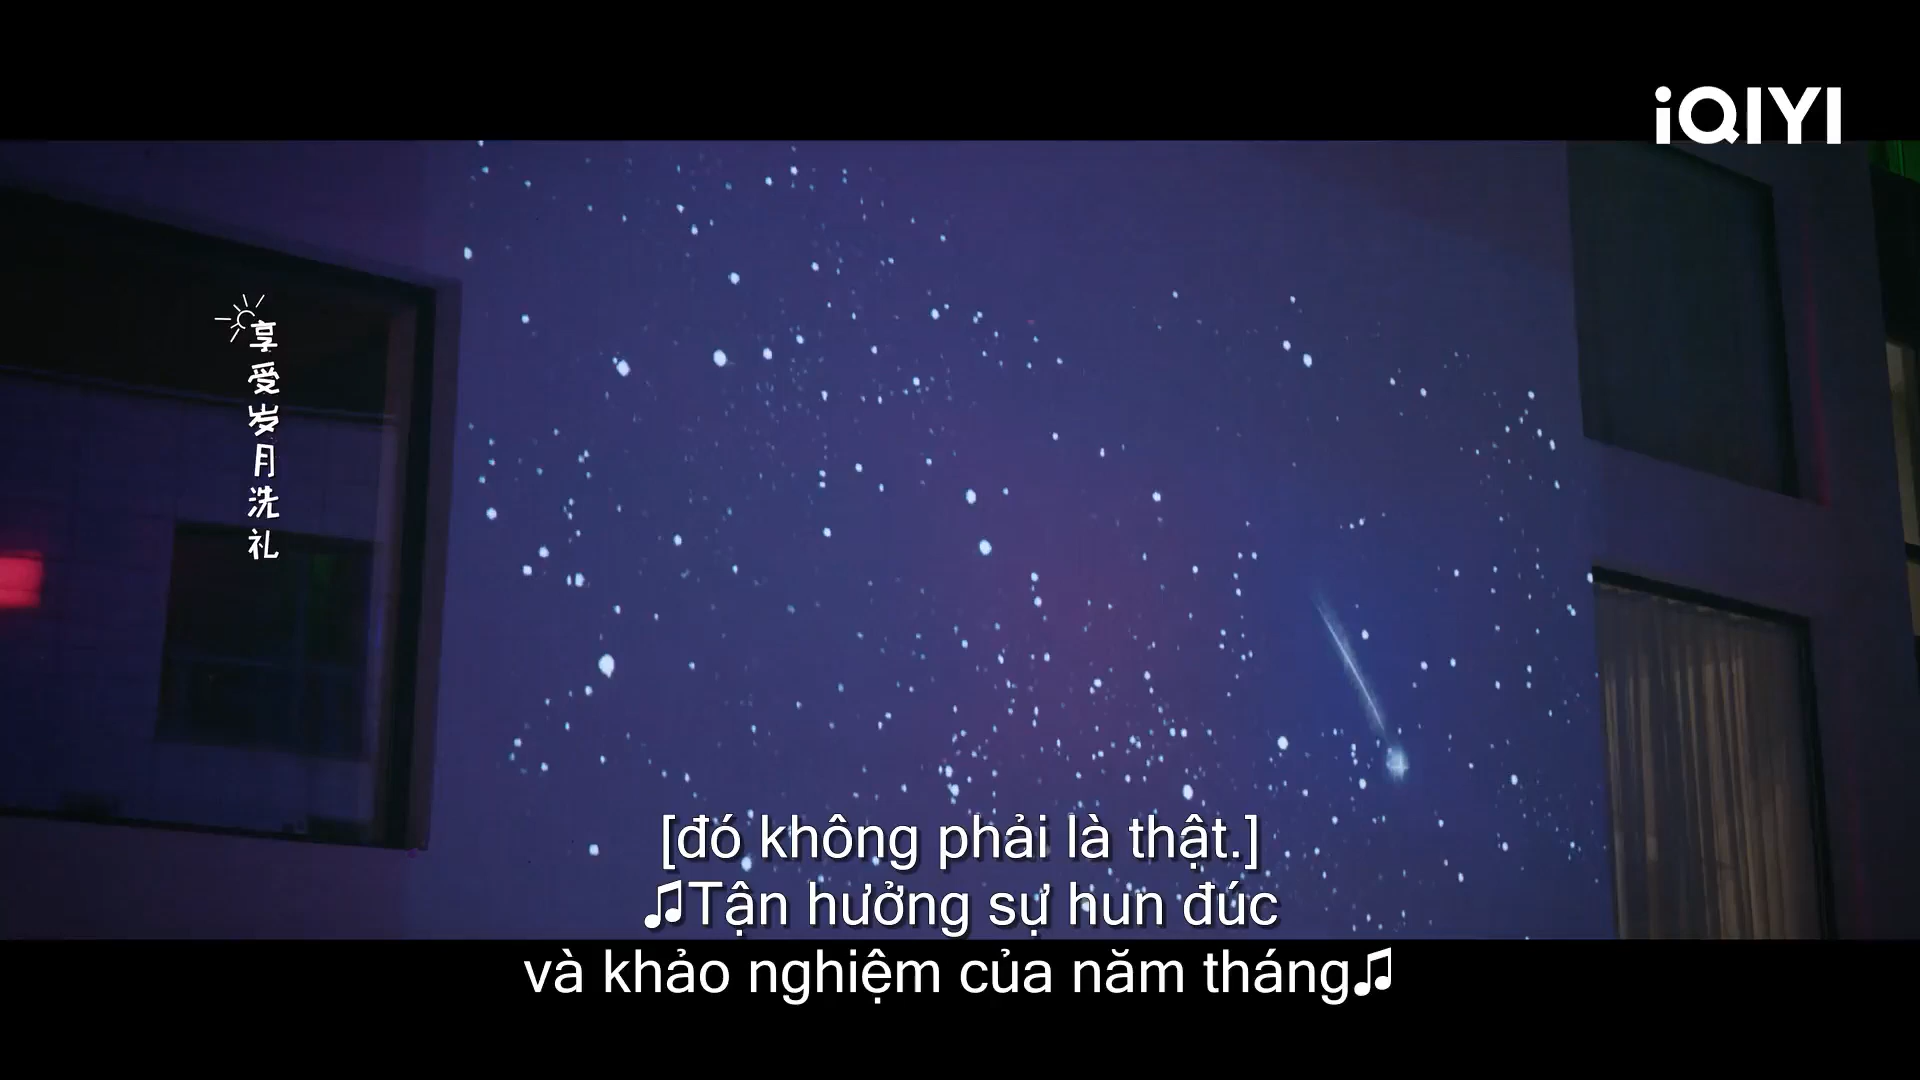 iQIYI
享受岁月洗礼
[đó không phải là thật.]
♫Tận hưởng sự hun đúc
và khảo nghiệm của năm tháng♫